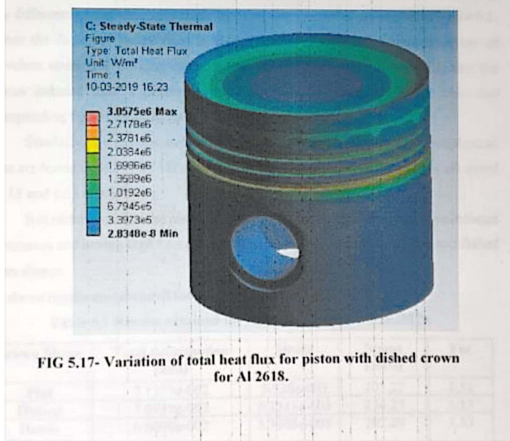 C: Steady-State Thermal
Figure
Type: Total Heat Flux
Unit: W/m²
Time: 1
10-03-2019 16:23
3.0575e6 Max
2.7178e6
2.3781e6
2.0384e6
1.6986e6
1.3589e6
1.0192e6
6.7945e5
3.3973e5
2.8348e-8 Min
FIG 5.17- Variation of total heat flux for piston with dished crown
for Al 2618.